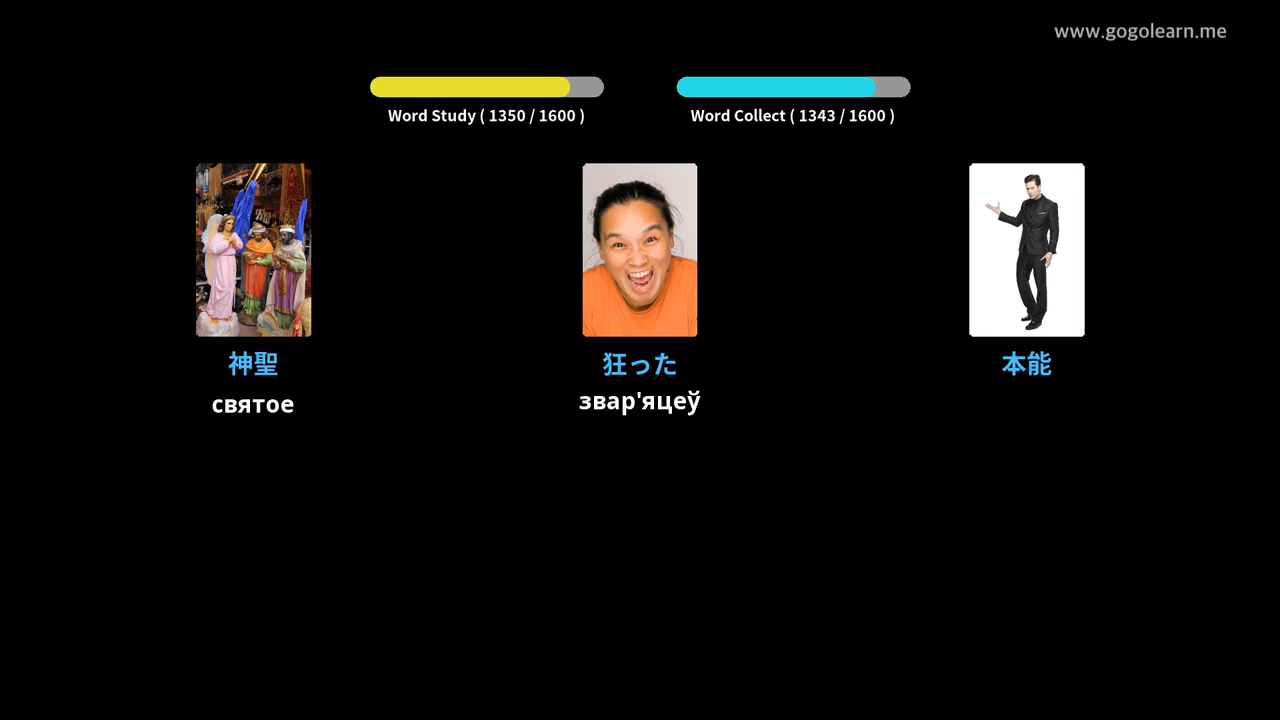 www.gogolearn.me
Word Study ( 1350 / 1600 )
Word Collect ( 1343 / 1600 )
神聖
狂った
本能
святое
звар'яцеў